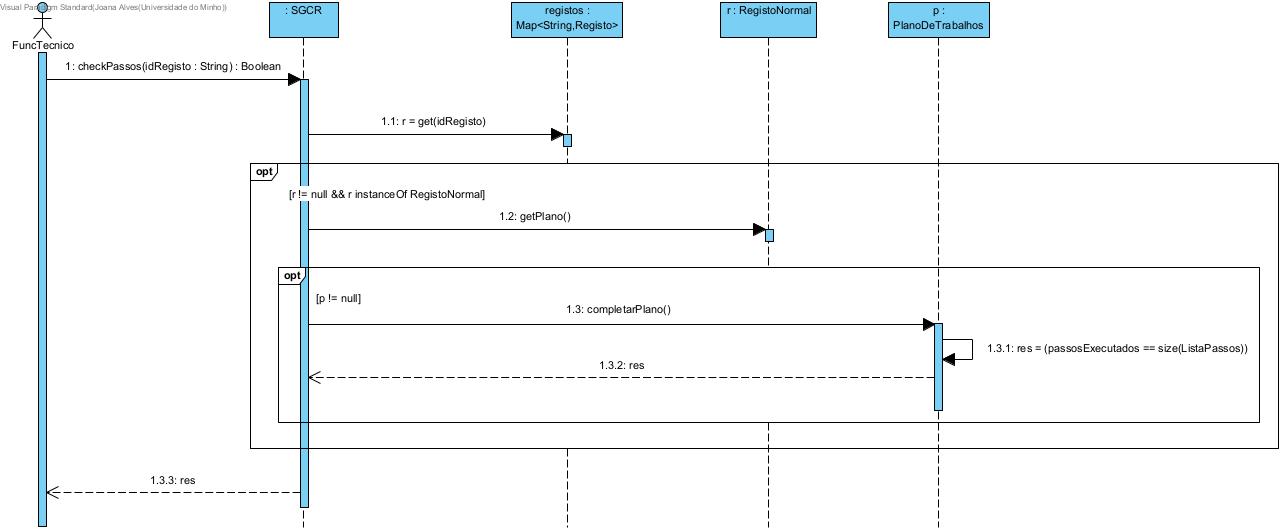 Visual Paradigm Standard(Joana Alves(Universidade do Minho))
FuncTecnico
: SGCR
registos :
Map<String,Registo>
r : RegistoNormal
p :
PlanoDeTrabalhos
1: checkPassos(idRegisto : String) : Boolean
1.1: r = get(idRegisto)
opt
[r != null && r instanceOf RegistoNormal]
1.2: getPlano()
opt
[p != null]
1.3: completarPlano()
1.3.1: res = (passosExecutados == size(ListaPassos))
1.3.2: res
1.3.3: res